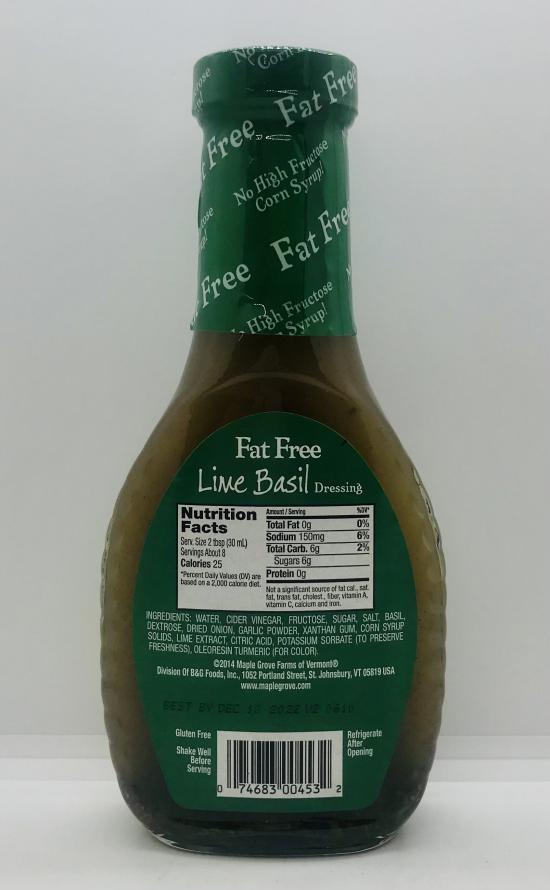 No
Corn
Fat Free
Free
No High Fructose
Corn Syrup!
Fat Fre
Free
High Fructose
Syrup!
Fat Free
Lime Basil Dressing
Nutrition
Facts
Serv. Size 2 tbsp (30 mL)
Servings About 8
Calories 25
*Percent Daily Values (DV) are
based on a 2,000 calorie diet.
Amount / Serving %DV*
Total Fat 0g 0%
Sodium 150mg 6%
Total Carb. 6g 2%
Sugars 6g
Protein 0g
Not a significant source of fat cal., sat.
fat, trans fat, cholest., fiber, vitamin A,
vitamin C, calcium and iron.
INGREDIENTS: WATER, CIDER VINEGAR, FRUCTOSE, SUGAR, SALT, BASIL,
DEXTROSE, DRIED ONION, GARLIC POWDER, XANTHAN GUM, CORN SYRUP
SOLIDS, LIME EXTRACT, CITRIC ACID, POTASSIUM SORBATE (TO PRESERVE
FRESHNESS), OLEORESIN TURMERIC (FOR COLOR).
©2014 Maple Grove Farms of Vermont®
Division Of B&G Foods, Inc., 1052 Portland Street, St. Johnsbury, VT 05819 USA
www.maplegrove.com
BEST BY DEC 13 2022 V2
Gluten Free
Shake Well
Before
Serving
Refrigerate
After
Opening
0 74683 00453 2